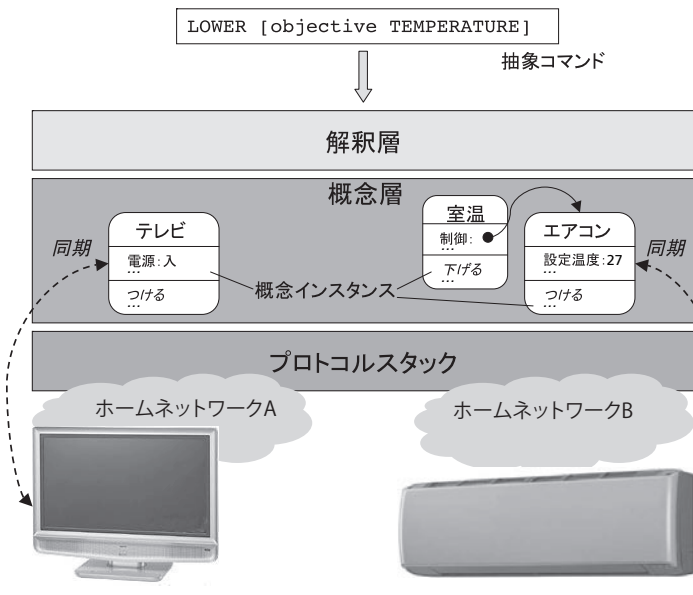 LOWER [objective TEMPERATURE]
抽象コマンド
解釈層
概念層
同期
テレビ
電源:入
…
つける
…
概念インスタンス
室温
制御:
…
下げる
…
エアコン
設定温度:27
…
つける
…
同期
プロトコルスタック
ホームネットワークA
ホームネットワークB